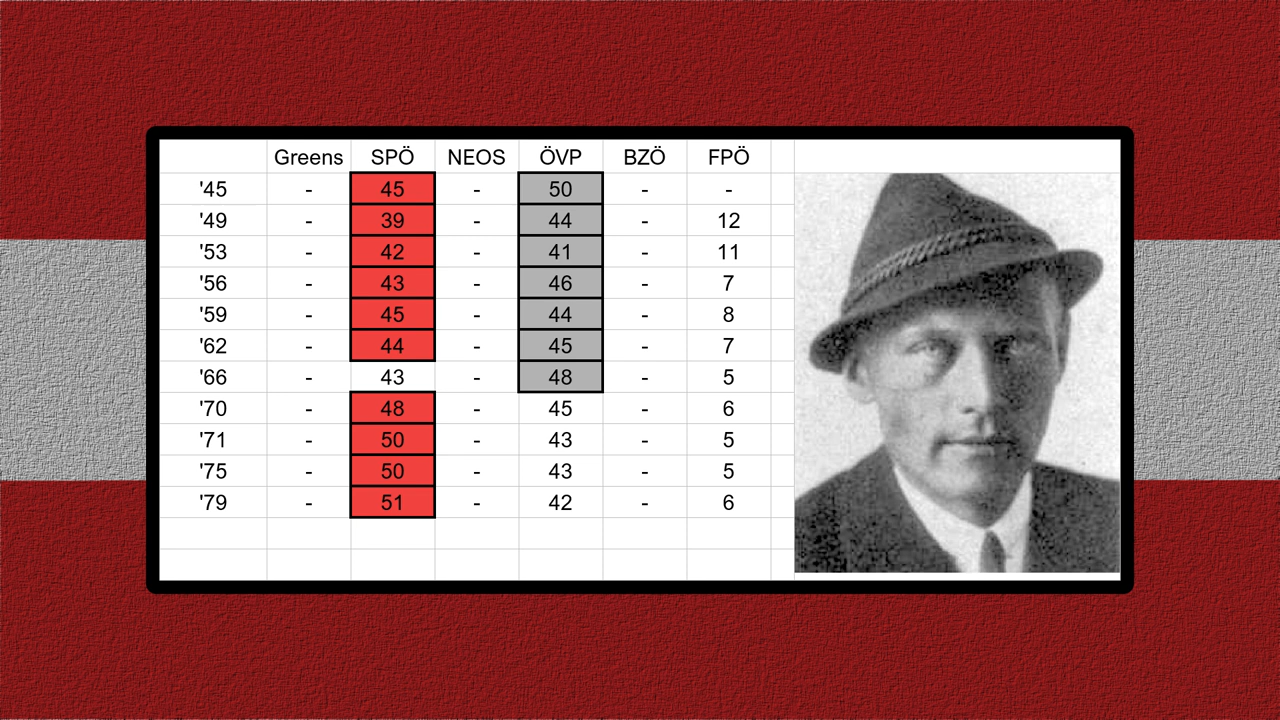 Greens SPÖ NEOS ÖVP BZÖ FPÖ
'45 - 45 - 50 - -
'49 - 39 - 44 - 12
'53 - 42 - 41 - 11
'56 - 43 - 46 - 7
'59 - 45 - 44 - 8
'62 - 44 - 45 - 7
'66 - 43 - 48 - 5
'70 - 48 - 45 - 6
'71 - 50 - 43 - 5
'75 - 50 - 43 - 5
'79 - 51 - 42 - 6